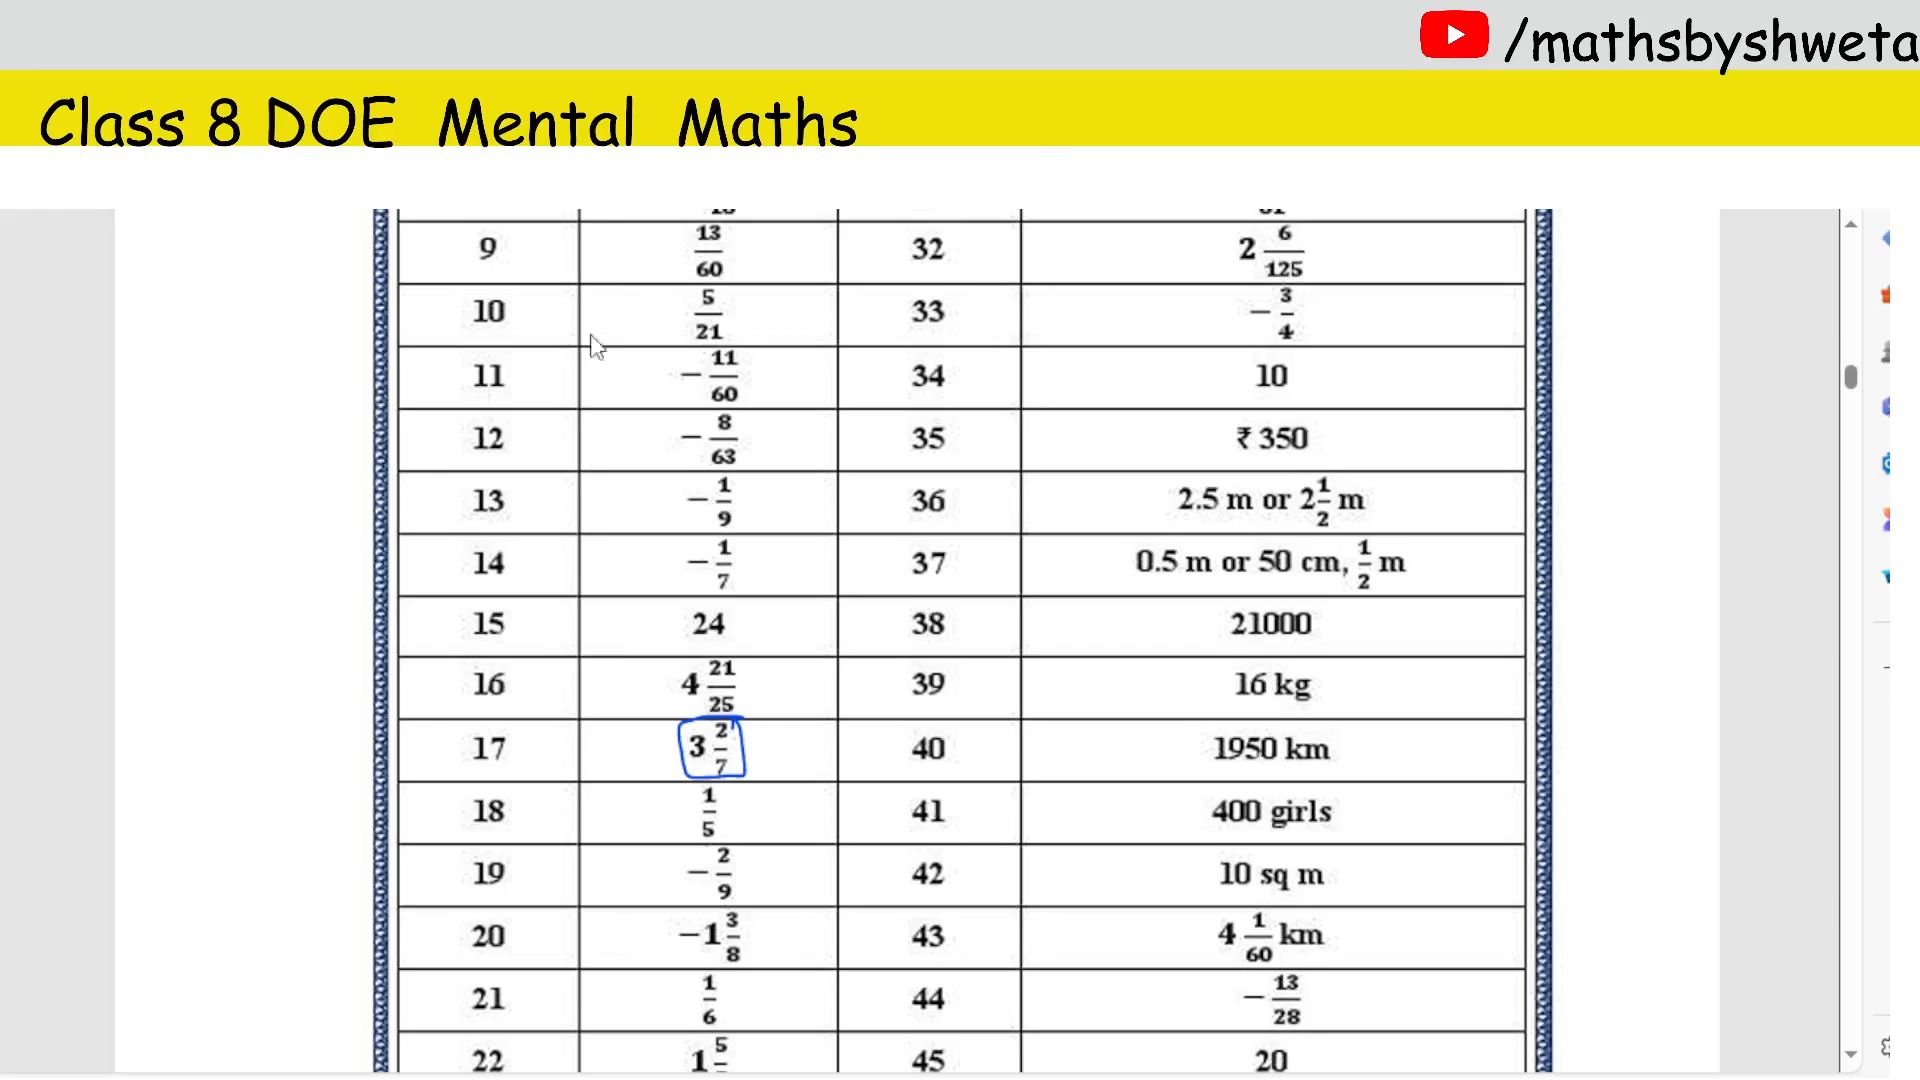 /mathsbyshweta
Class 8 DOE Mental Maths
9 13/60 32 2 6/125
10 5/21 33 −3/4
11 −11/60 34 10
12 −8/63 35 ₹ 350
13 −1/9 36 2.5 m or 2 1/2 m
14 −1/7 37 0.5 m or 50 cm, 1/2 m
15 24 38 21000
16 4 21/25 39 16 kg
17 3 2/7 40 1950 km
18 1/5 41 400 girls
19 −2/9 42 10 sq m
20 −1 3/8 43 4 1/60 km
21 1/6 44 −13/28
22 1 5 45 20